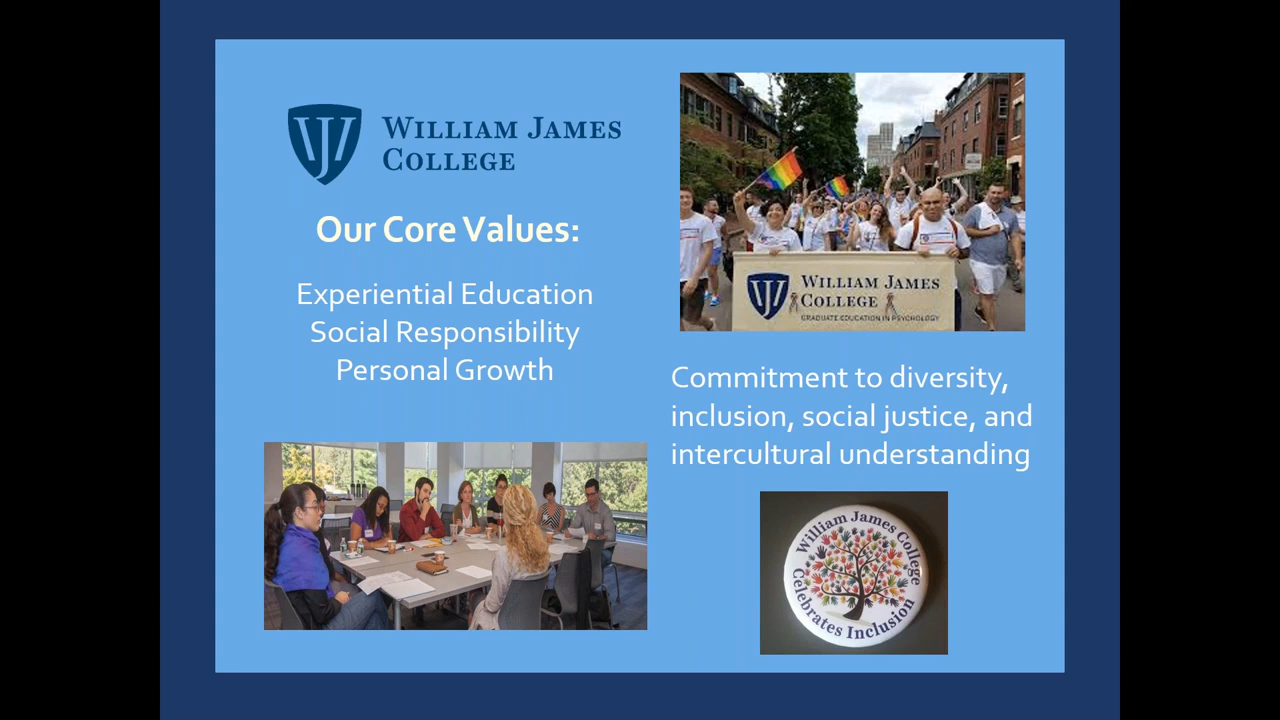 WILLIAM JAMES
COLLEGE
Our Core Values:
Experiential Education
Social Responsibility
Personal Growth
WILLIAM JAMES
COLLEGE
GRADUATE EDUCATION IN PSYCHOLOGY
Commitment to diversity,
inclusion, social justice, and
intercultural understanding
William James College
Celebrates Inclusion